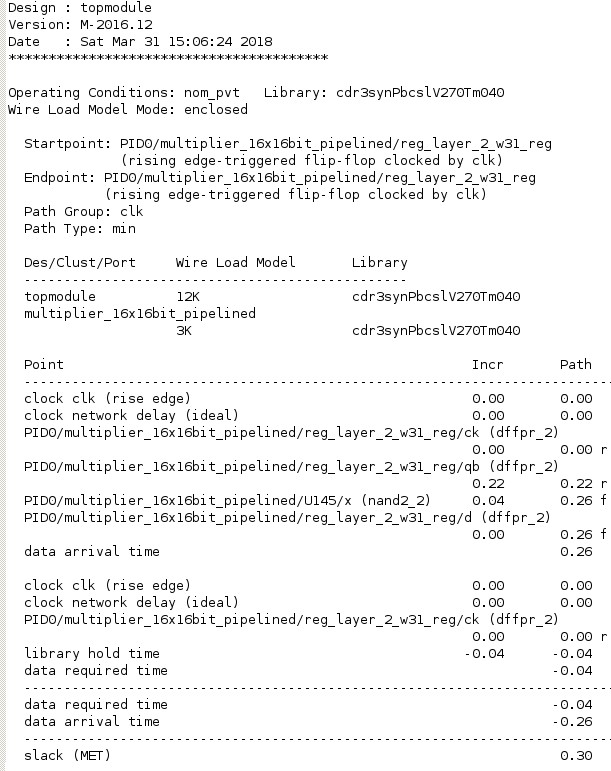 Design : topmodule
Version: M-2016.12
Date   : Sat Mar 31 15:06:24 2018
****************************************
Operating Conditions: nom_pvt   Library: cdr3synPbcslV270Tm040
Wire Load Model Mode: enclosed
Startpoint: PID0/multiplier_16x16bit_pipelined/reg_layer_2_w31_reg
(rising edge-triggered flip-flop clocked by clk)
Endpoint: PID0/multiplier_16x16bit_pipelined/reg_layer_2_w31_reg
(rising edge-triggered flip-flop clocked by clk)
Path Group: clk
Path Type: min
Des/Clust/Port     Wire Load Model       Library
------------------------------------------------
topmodule          12K                   cdr3synPbcslV270Tm040
multiplier_16x16bit_pipelined
3K                    cdr3synPbcslV270Tm040
Point                                                   Incr       Path
--------------------------------------------------------------------------
clock clk (rise edge)                                   0.00       0.00
clock network delay (ideal)                             0.00       0.00
PID0/multiplier_16x16bit_pipelined/reg_layer_2_w31_reg/ck (dffpr_2)
0.00       0.00 r
PID0/multiplier_16x16bit_pipelined/reg_layer_2_w31_reg/qb (dffpr_2)
0.22       0.22 r
PID0/multiplier_16x16bit_pipelined/U145/x (nand2_2)     0.04       0.26 f
PID0/multiplier_16x16bit_pipelined/reg_layer_2_w31_reg/d (dffpr_2)
0.00       0.26 f
data arrival time                                                  0.26
clock clk (rise edge)                                   0.00       0.00
clock network delay (ideal)                             0.00       0.00
PID0/multiplier_16x16bit_pipelined/reg_layer_2_w31_reg/ck (dffpr_2)
0.00       0.00 r
library hold time                                      -0.04      -0.04
data required time                                                -0.04
--------------------------------------------------------------------------
data required time                                                -0.04
data arrival time                                                 -0.26
--------------------------------------------------------------------------
slack (MET)                                                        0.30